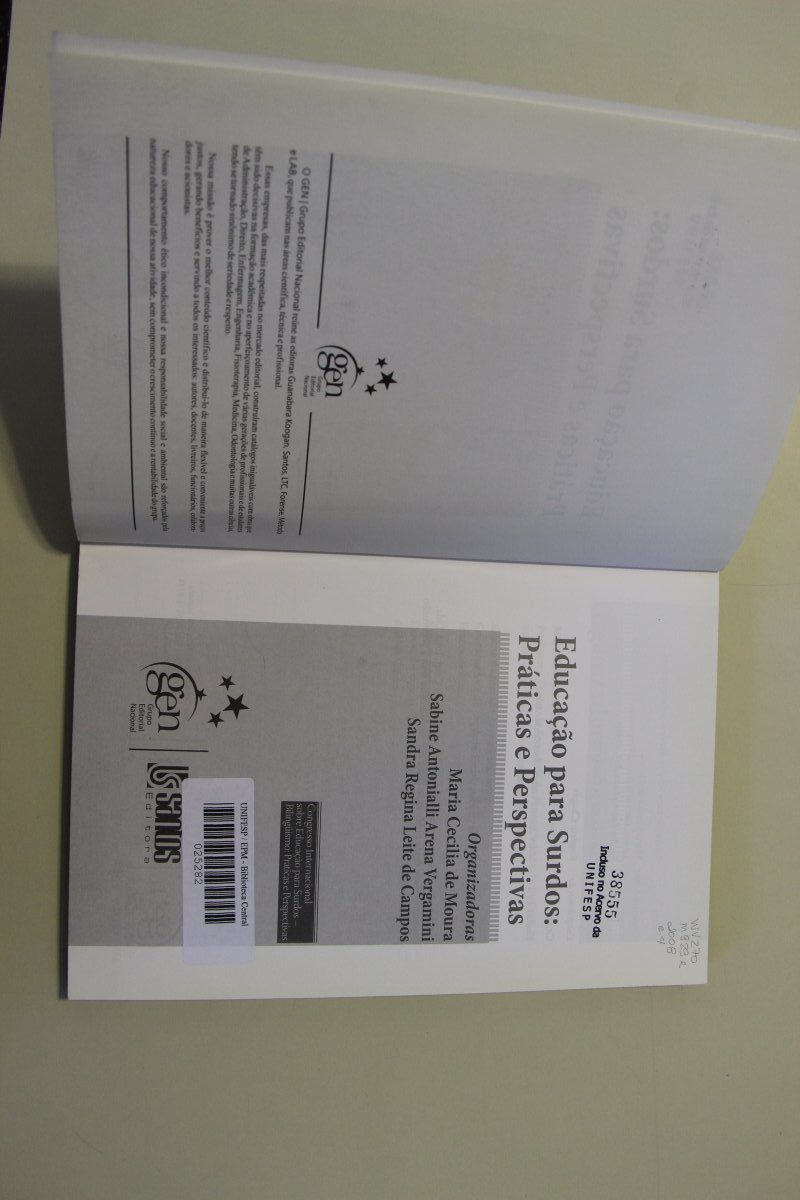 O GEN | Grupo Editorial Nacional reúne as editoras Guanabara Koogan, Santos, LTC, Forense, Método
e LAB, que publicam nas áreas científica, técnica e profissional.
Essas empresas, das mais respeitadas no mercado editorial, construíram catálogos inigualáveis com obras que
têm sido decisivas na formação acadêmica e no aperfeiçoamento de várias gerações de profissionais e de estudantes
de Administração, Direito, Enfermagem, Engenharia, Fisioterapia, Medicina, Odontologia e muitas outras ciências,
tendo se tornado sinônimo de seriedade e respeito.
Nossa missão é prover o melhor conteúdo científico e distribuí-lo de maneira flexível e conveniente, a preços
justos, gerando benefícios e servindo a todos os interessados: autores, docentes, livreiros, funcionários, colabora-
dores e acionistas.
Nosso comportamento ético incondicional e nossa responsabilidade social e ambiental são reforçados pela
natureza educacional de nossa atividade, sem comprometer o crescimento contínuo e a rentabilidade do grupo.
gen
Grupo
Editorial
Nacional
WV270
M929e
2008
e.4
38555
Incluso no Acervo da
UNIFESP
Educação para Surdos:
Práticas e Perspectivas
Organizadoras
Maria Cecilia de Moura
Sabine Antonialli Arena Vergamini
Sandra Regina Leite de Campos
Congresso Internacional
sobre Educação para Surdos –
Bilingüismo: Práticas e Perspectivas
UNIFESP / EPM - Biblioteca Central
025282
gen
Grupo
Editorial
Nacional
Santos
Editora